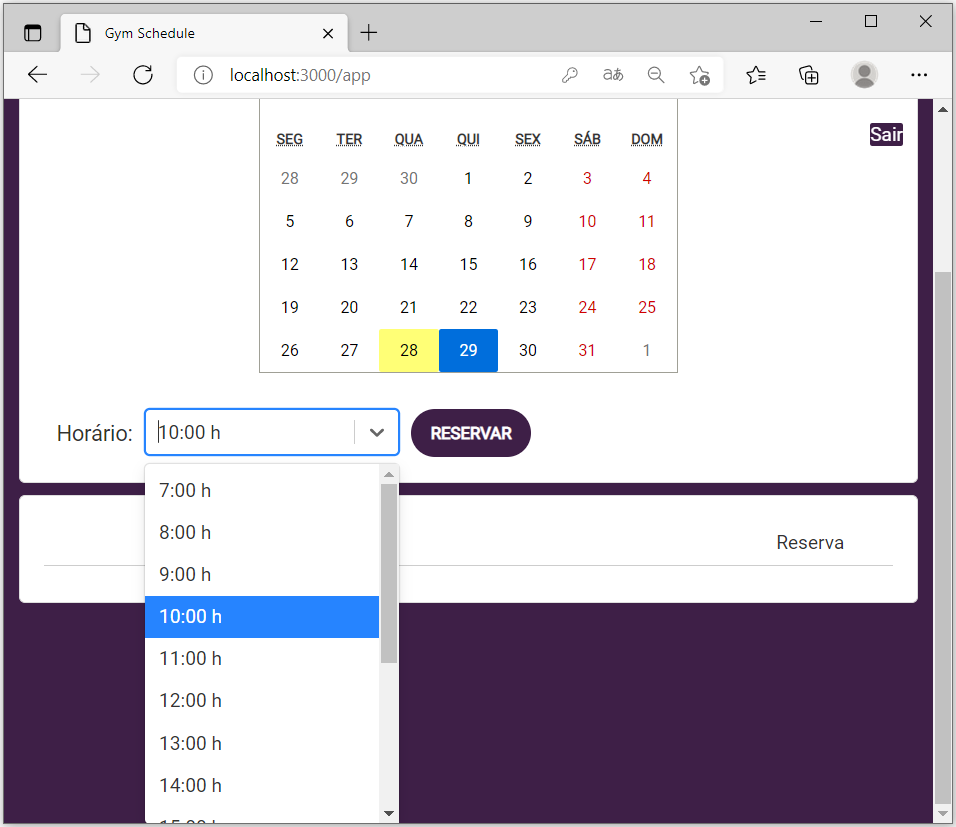 Gym Schedule
localhost:3000/app
SEG TER QUA QUI SEX SÁB DOM
28 29 30 1 2 3 4
5 6 7 8 9 10 11
12 13 14 15 16 17 18
19 20 21 22 23 24 25
26 27 28 29 30 31 1
Sair
Horário: 10:00 h RESERVAR
7:00 h
8:00 h
9:00 h
10:00 h
11:00 h
12:00 h
13:00 h
14:00 h
Reserva